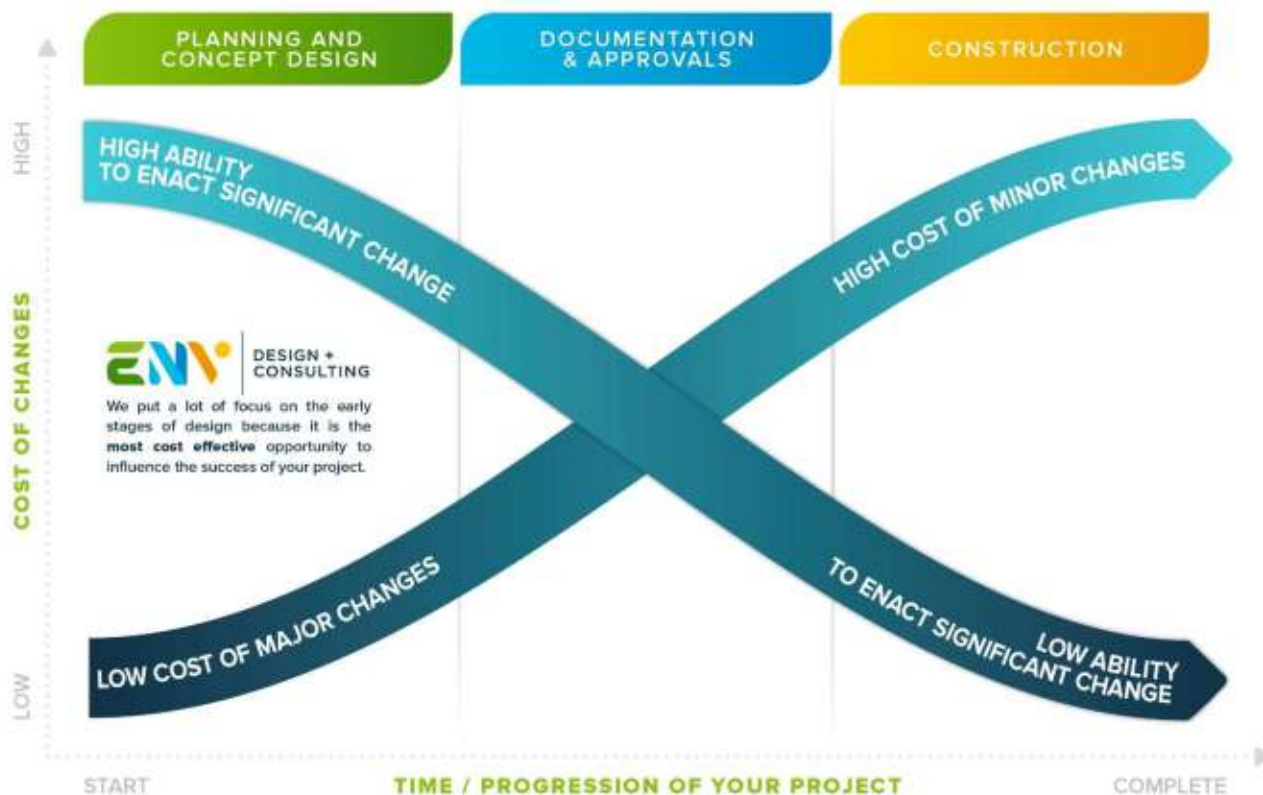 PLANNING AND
CONCEPT DESIGN
DOCUMENTATION
& APPROVALS
CONSTRUCTION
HIGH
HIGH ABILITY
TO ENACT SIGNIFICANT CHANGE
HIGH COST OF MINOR CHANGES
COST OF CHANGES
ENV
DESIGN +
CONSULTING
We put a lot of focus on the early
stages of design because it is the
most cost effective opportunity to
influence the success of your project.
LOW COST OF MAJOR CHANGES
LOW ABILITY
TO ENACT SIGNIFICANT CHANGE
LOW
START
TIME / PROGRESSION OF YOUR PROJECT
COMPLETE